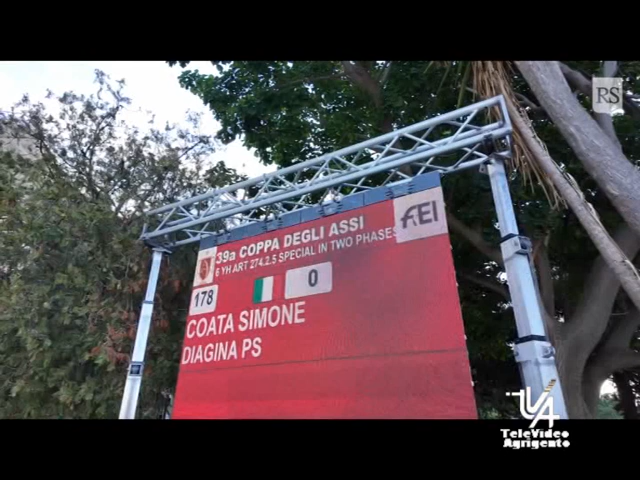 RS
39a COPPA DEGLI ASSI
6 YH ART 274.2.5 SPECIAL IN TWO PHASES
FEI
178
0
COATA SIMONE
DIAGINA PS
TeleVideo
Agrigento